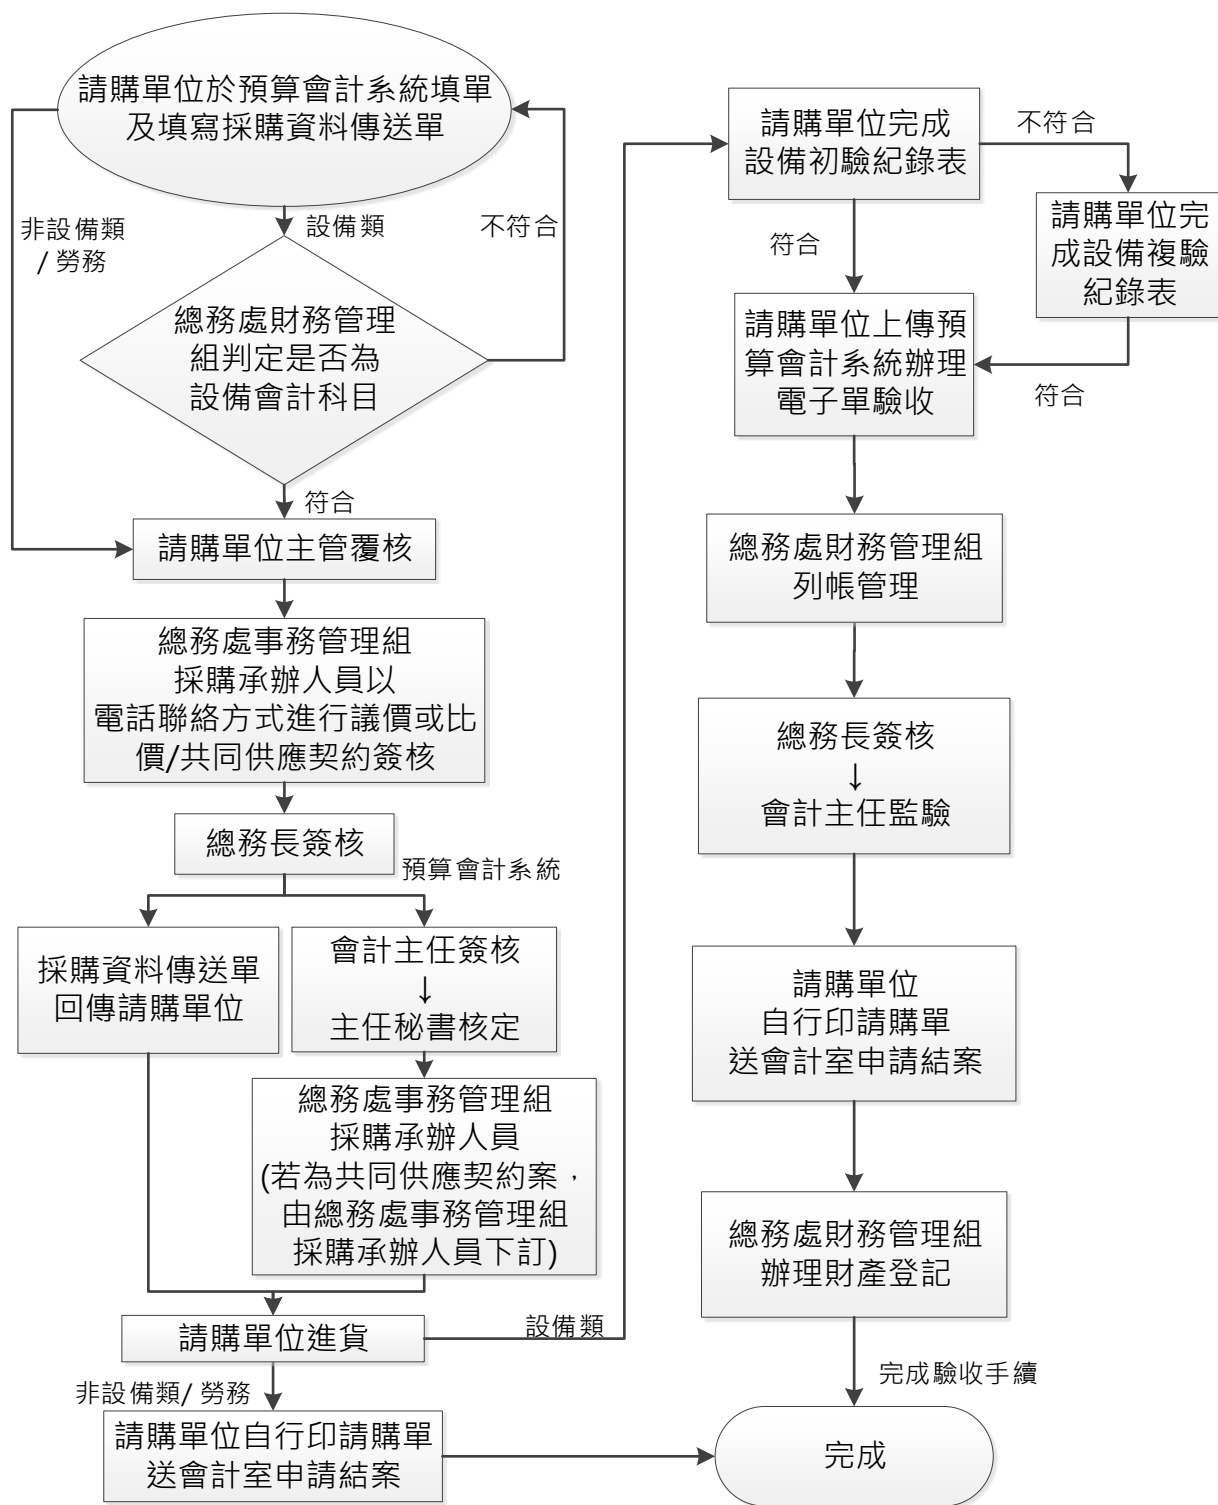 請購單位於預算會計系統填單
及填寫採購資料傳送單
非設備類
/ 勞務
設備類
不符合
總務處財務管理
組判定是否為
設備會計科目
符合
請購單位主管覆核
總務處事務管理組
採購承辦人員以
電話聯絡方式進行議價或比
價/共同供應契約簽核
總務長簽核
預算會計系統
採購資料傳送單
回傳請購單位
會計主任簽核
↓
主任秘書核定
總務處事務管理組
採購承辦人員
(若為共同供應契約案，
由總務處事務管理組
採購承辦人員下訂)
請購單位進貨
設備類
非設備類/ 勞務
請購單位自行印請購單
送會計室申請結案
請購單位完成
設備初驗紀錄表
不符合
請購單位完
成設備複驗
紀錄表
符合
符合
請購單位上傳預
算會計系統辦理
電子單驗收
總務處財務管理組
列帳管理
總務長簽核
↓
會計主任監驗
請購單位
自行印請購單
送會計室申請結案
總務處財務管理組
辦理財產登記
完成驗收手續
完成